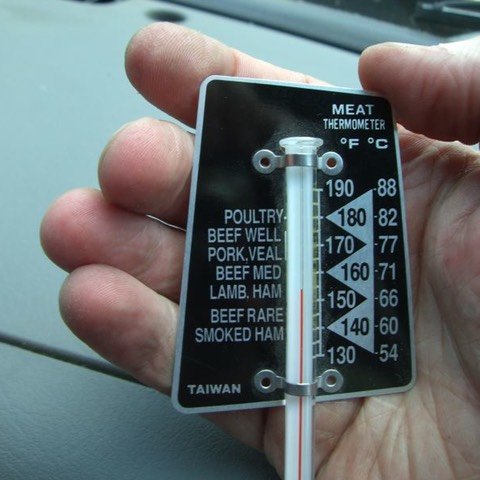 MEAT
THERMOMETER
°F °C
190 88
POULTRY 180 82
BEEF WELL
PORK, VEAL 170 77
BEEF MED 160 71
LAMB, HAM 150 66
BEEF RARE
SMOKED HAM 140 60
130 54
TAIWAN